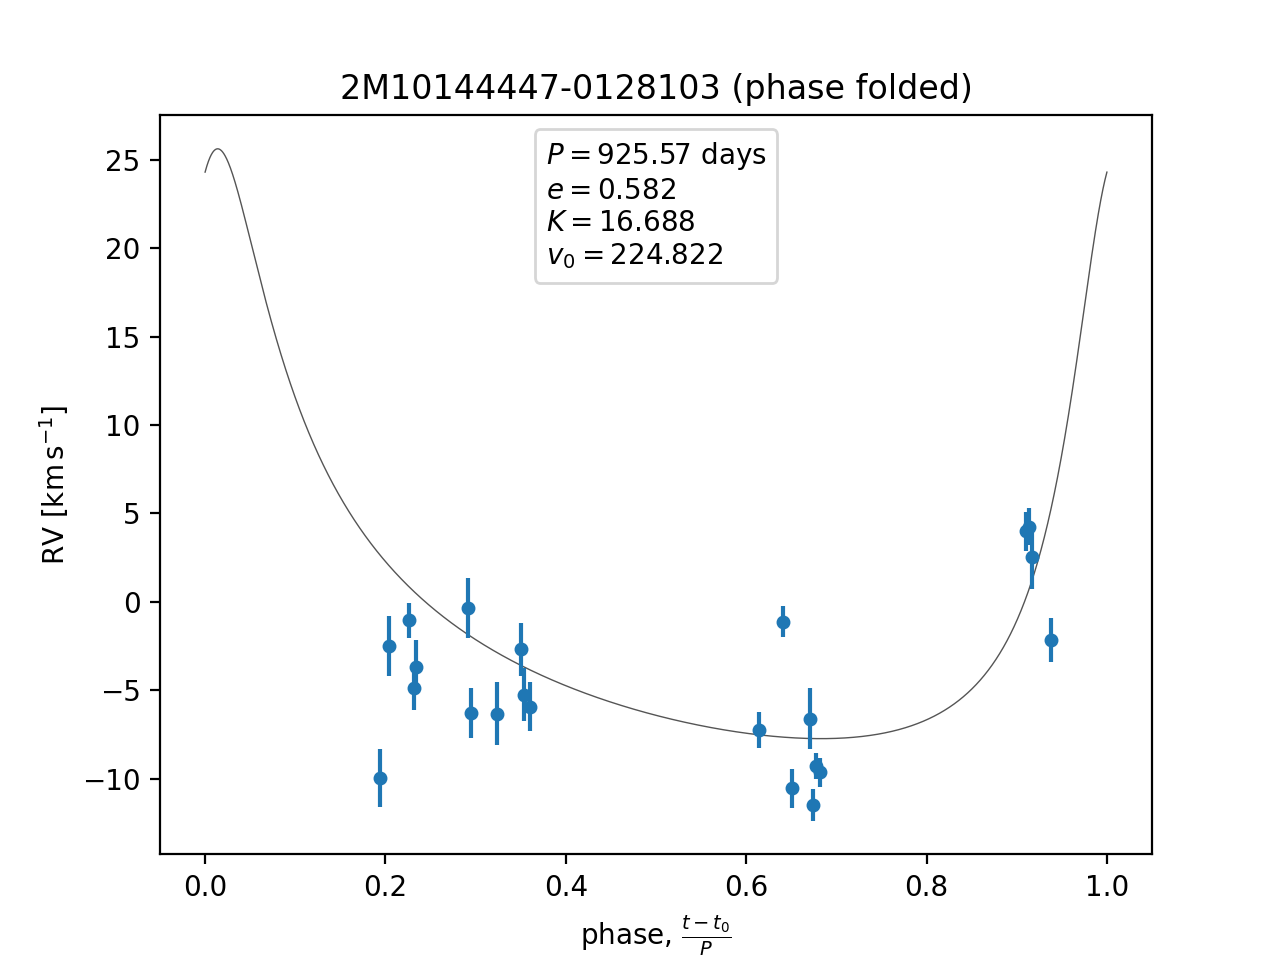 2M10144447-0128103 (phase folded)
P = 925.57 days
e = 0.582
K = 16.688
v₀ = 224.822
25
20
15
10
5
0
−5
−10
RV [km s⁻¹]
0.0 0.2 0.4 0.6 0.8 1.0
phase, (t − t₀)/P